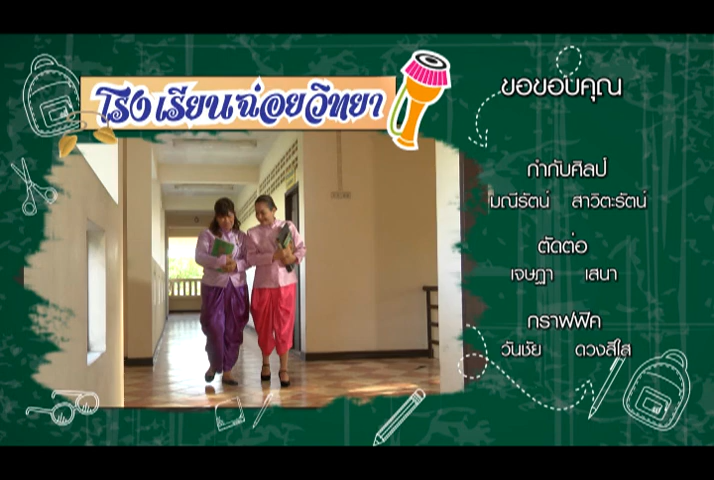 โรงเรียนฉ่อยวิทยา
ขอขอบคุณ
กำกับศิลป์
มณีรัตน์ สาวิตะรัตน์
ตัดต่อ
เจษฎา เสนา
กราฟฟิค
วันชัย ดวงสีใส